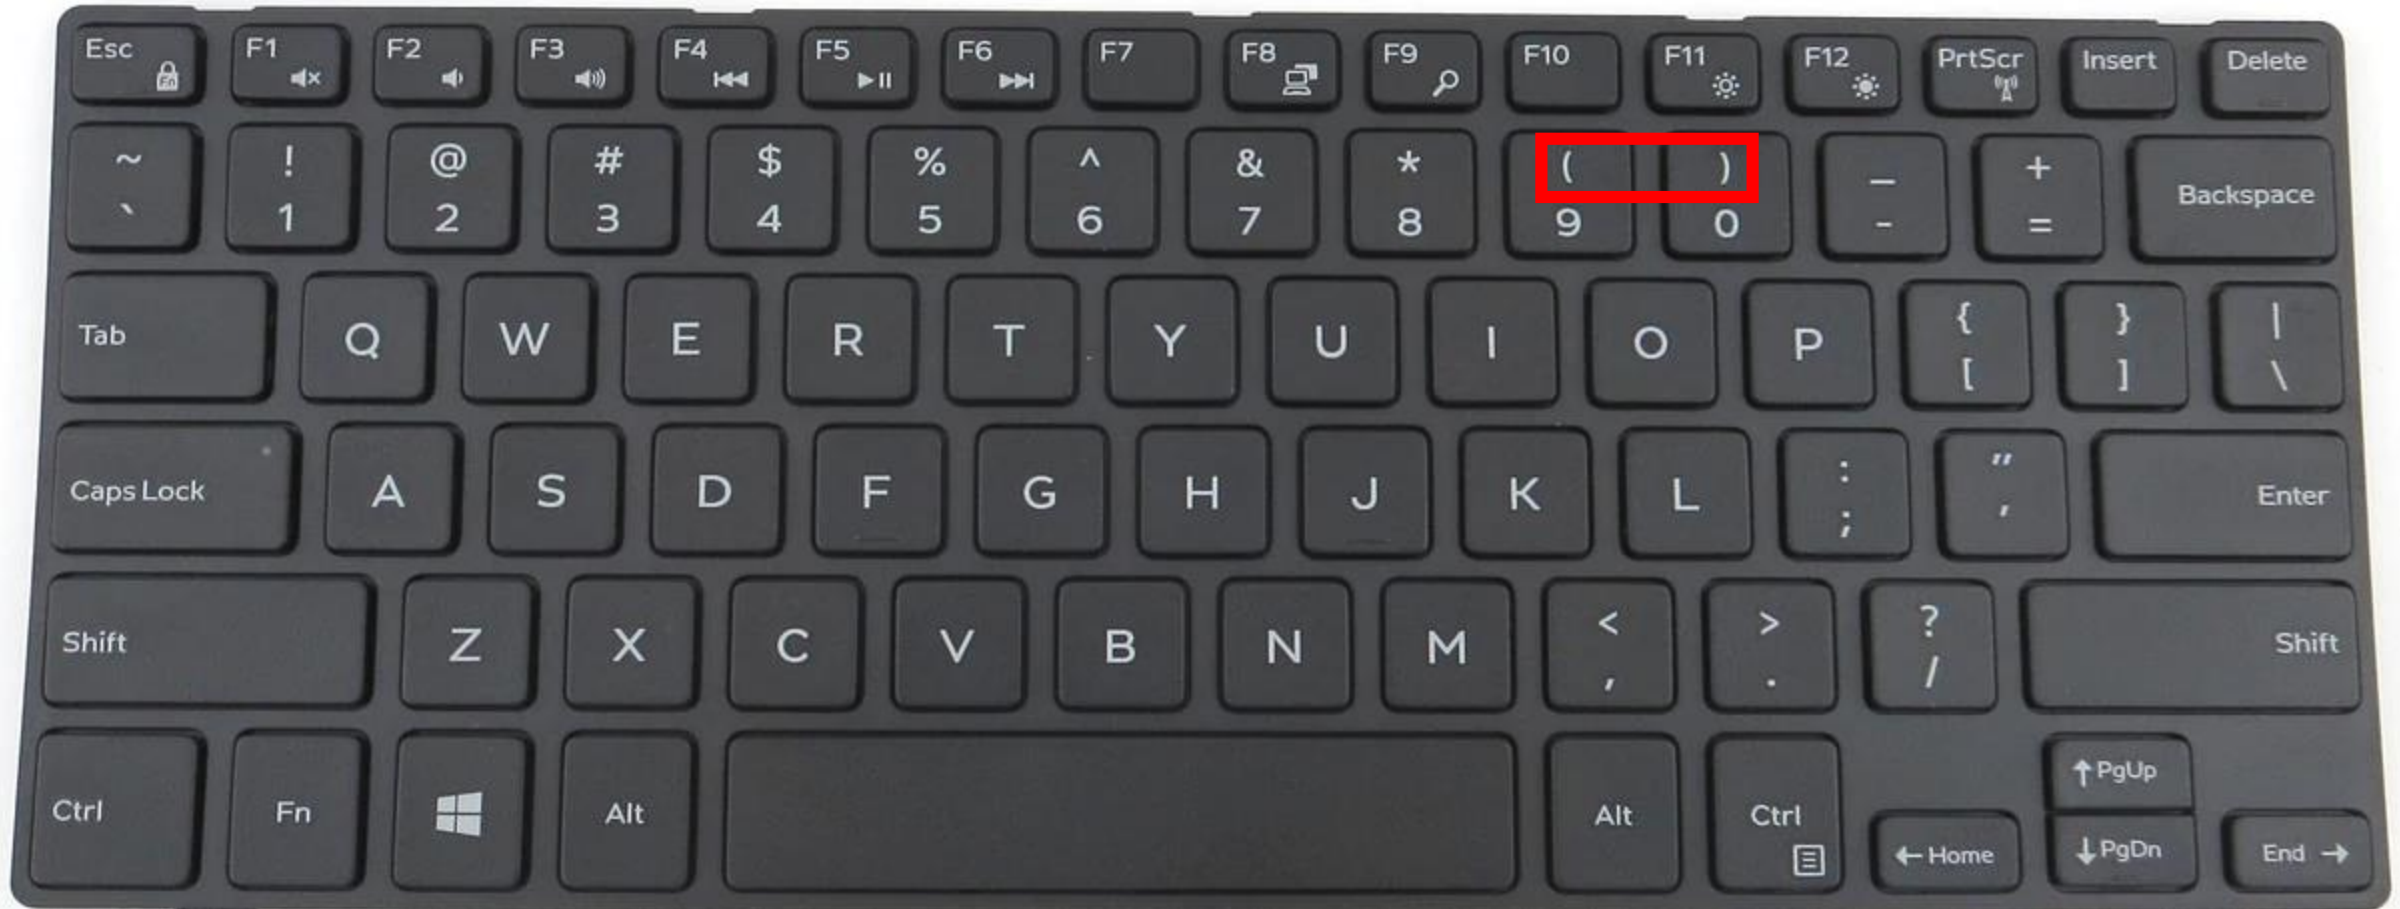 Esc F1 F2 F3 F4 F5 F6 F7 F8 F9 F10 F11 F12 PrtScr Insert Delete
~ ! @ # $ % ^ & * ( ) _ +
` 1 2 3 4 5 6 7 8 9 0 - = Backspace
Tab Q W E R T Y U I O P { } |
[ ] \
Caps Lock A S D F G H J K L : " Enter
; '
Shift Z X C V B N M < > ? Shift
, . /
Ctrl Fn Alt Alt Ctrl ↑ PgUp
← Home ↓ PgDn End →